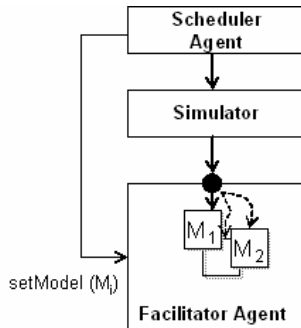 Scheduler
Agent
Simulator
M1
M2
setModel (Mi)
Facilitator Agent